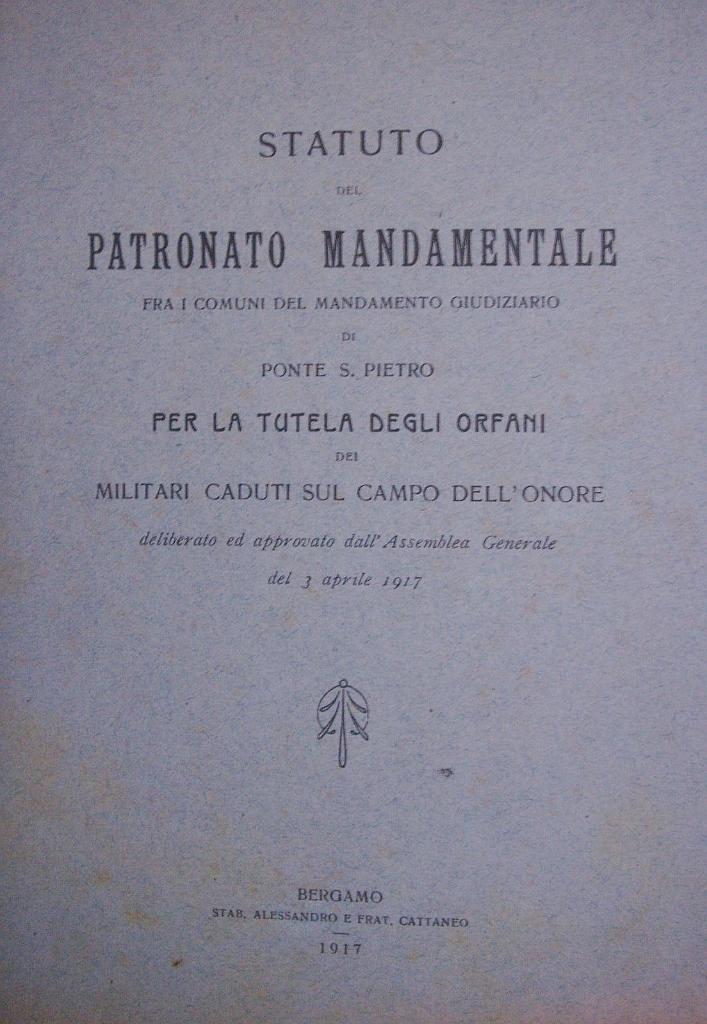 STATUTO
DEL
PATRONATO MANDAMENTALE
FRA I COMUNI DEL MANDAMENTO GIUDIZIARIO
DI
PONTE S. PIETRO
PER LA TUTELA DEGLI ORFANI
DEI
MILITARI CADUTI SUL CAMPO DELL'ONORE
deliberato ed approvato dall'Assemblea Generale
del 3 aprile 1917
BERGAMO
STAB. ALESSANDRO E FRAT. CATTANEO
1917